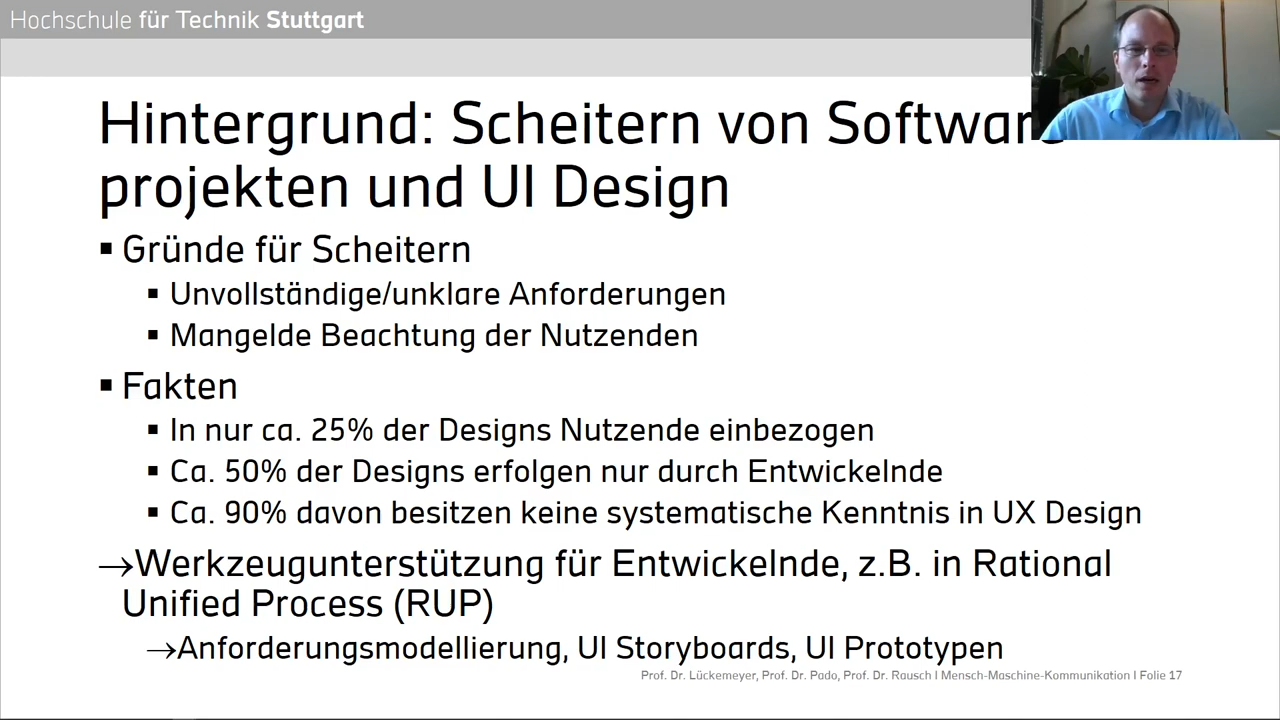 Hochschule für Technik Stuttgart
Hintergrund: Scheitern von Software
projekten und UI Design
▪ Gründe für Scheitern
▪ Unvollständige/unklare Anforderungen
▪ Mangelde Beachtung der Nutzenden
▪ Fakten
▪ In nur ca. 25% der Designs Nutzende einbezogen
▪ Ca. 50% der Designs erfolgen nur durch Entwickelnde
▪ Ca. 90% davon besitzen keine systematische Kenntnis in UX Design
→Werkzeugunterstützung für Entwickelnde, z.B. in Rational
Unified Process (RUP)
→Anforderungsmodellierung, UI Storyboards, UI Prototypen
Prof. Dr. Lückemeyer, Prof. Dr. Pado, Prof. Dr. Rausch I Mensch-Maschine-Kommunikation I Folie 17